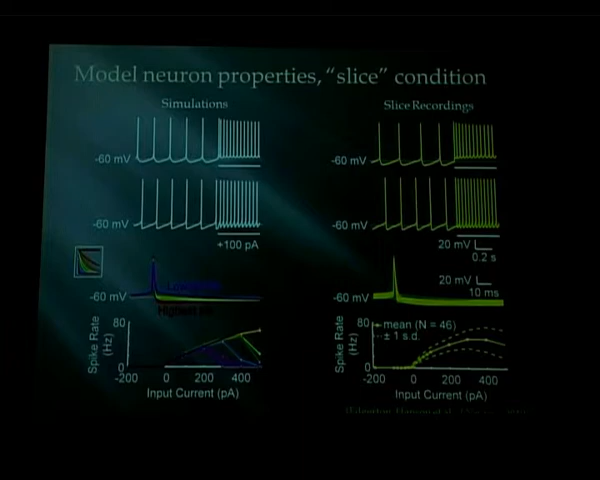 Model neuron properties, "slice" condition
Simulations
Slice Recordings
-60 mV
-60 mV
-60 mV
-60 mV
+100 pA
20 mV
0.2 s
20 mV
10 ms
-60 mV
-60 mV
80
Spike Rate
(Hz)
0
-200 0 200 400
Input Current (pA)
80
mean (N = 46)
± 1 s.d.
Spike Rate
(Hz)
0
-200 0 200 400
Input Current (pA)